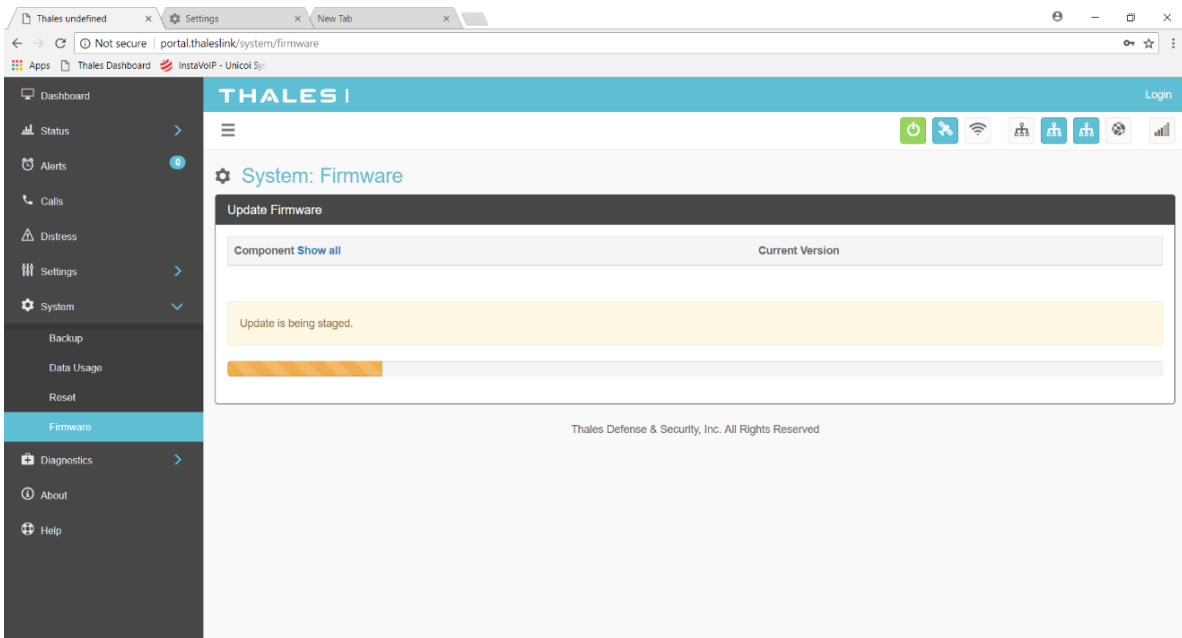 Thales undefined
Settings
New Tab
Not secure | portal.thaleslink/system/firmware
Apps Thales Dashboard InstaVoIP - Unicoi Sys
Dashboard
THALES
Login
Status
Alerts 0
System: Firmware
Calls
Update Firmware
Distress
Component Show all Current Version
Settings
System
Update is being staged.
Backup
Data Usage
Reset
Firmware
Thales Defense & Security, Inc. All Rights Reserved
Diagnostics
About
Help